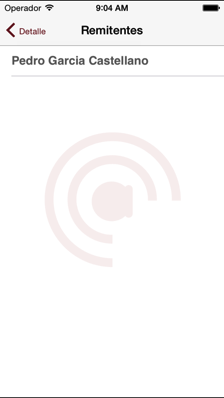 Operador 9:04 AM
Detalle Remitentes
Pedro Garcia Castellano